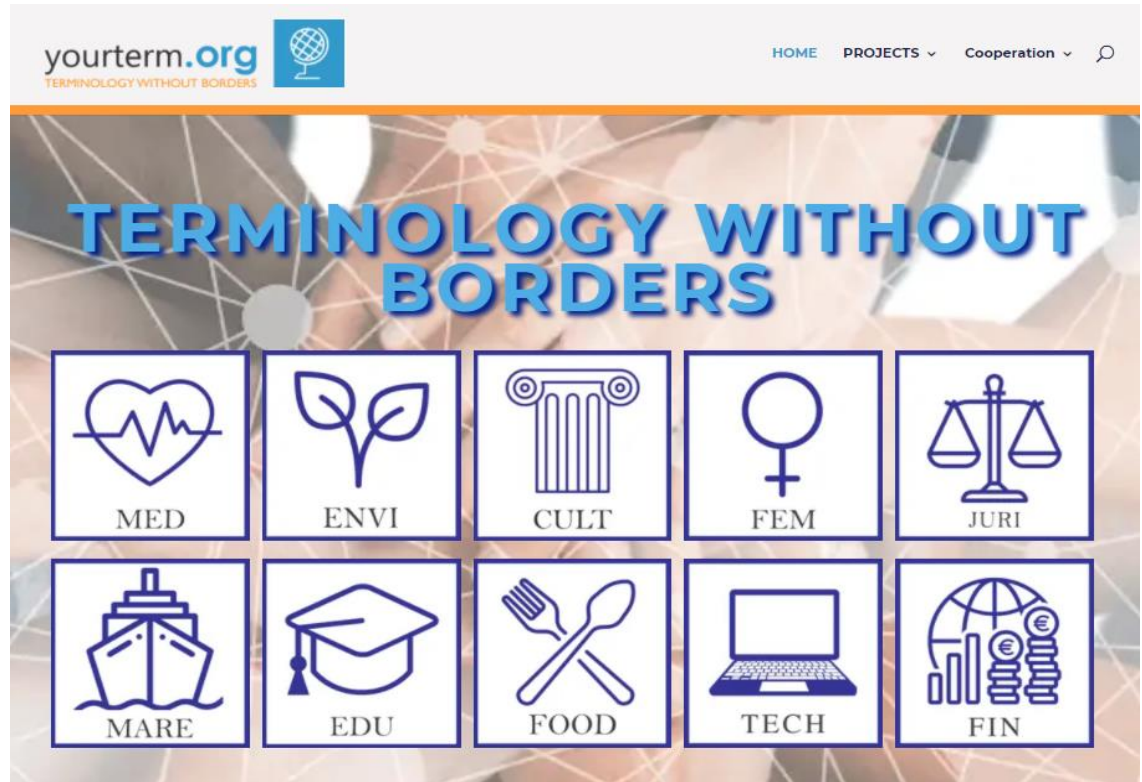 yourterm.org
TERMINOLOGY WITHOUT BORDERS
HOME PROJECTS Cooperation
TERMINOLOGY WITHOUT
BORDERS
MED ENVI CULT FEM JURI
MARE EDU FOOD TECH FIN